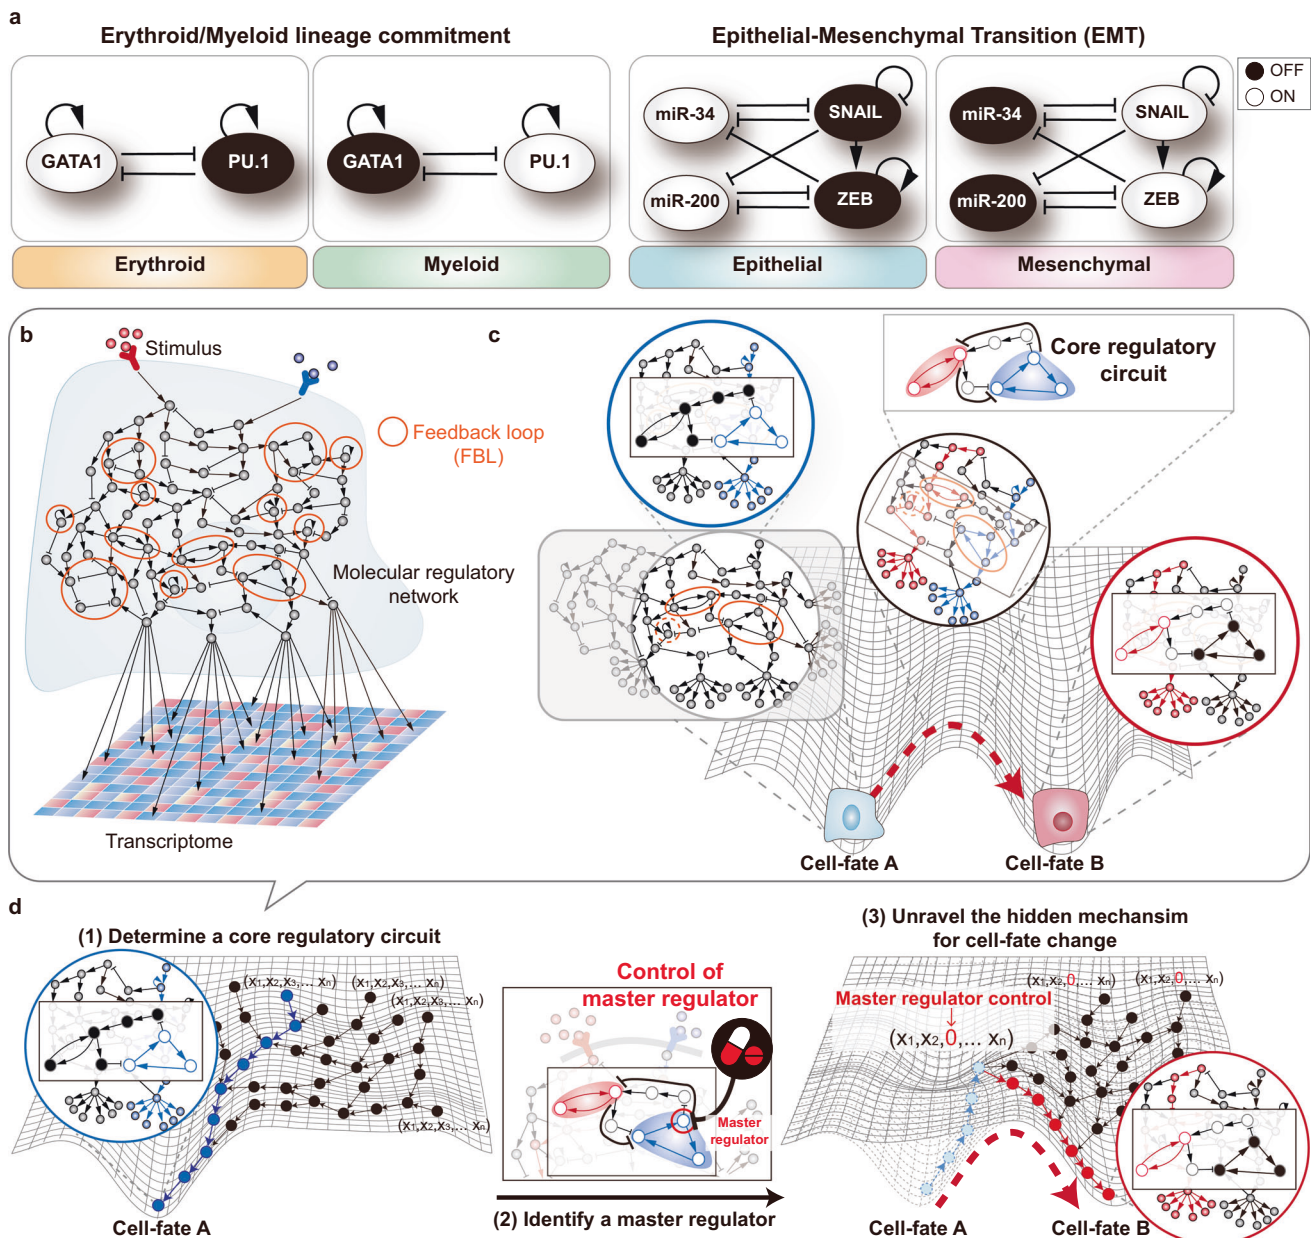 a
Erythroid/Myeloid lineage commitment
Epithelial-Mesenchymal Transition (EMT)
OFF
ON
GATA1
PU.1
GATA1
PU.1
miR-34
SNAIL
miR-200
ZEB
miR-34
SNAIL
miR-200
ZEB
Erythroid
Myeloid
Epithelial
Mesenchymal
b
Stimulus
Feedback loop
(FBL)
Molecular regulatory
network
Transcriptome
c
Core regulatory
circuit
Cell-fate A
Cell-fate B
d
(1) Determine a core regulatory circuit
(x1,x2,x3,... xn)
(x1,x2,x3,... xn)
(x1,x2,x3,... xn)
(x1,x2,x3,... xn)
Cell-fate A
Control of
master regulator
Master
regulator
(2) Identify a master regulator
(3) Unravel the hidden mechansim
for cell-fate change
(x1,x2,0,... xn)
(x1,x2,0,... xn)
Master regulator control
(x1,x2,0,... xn)
Cell-fate A
Cell-fate B